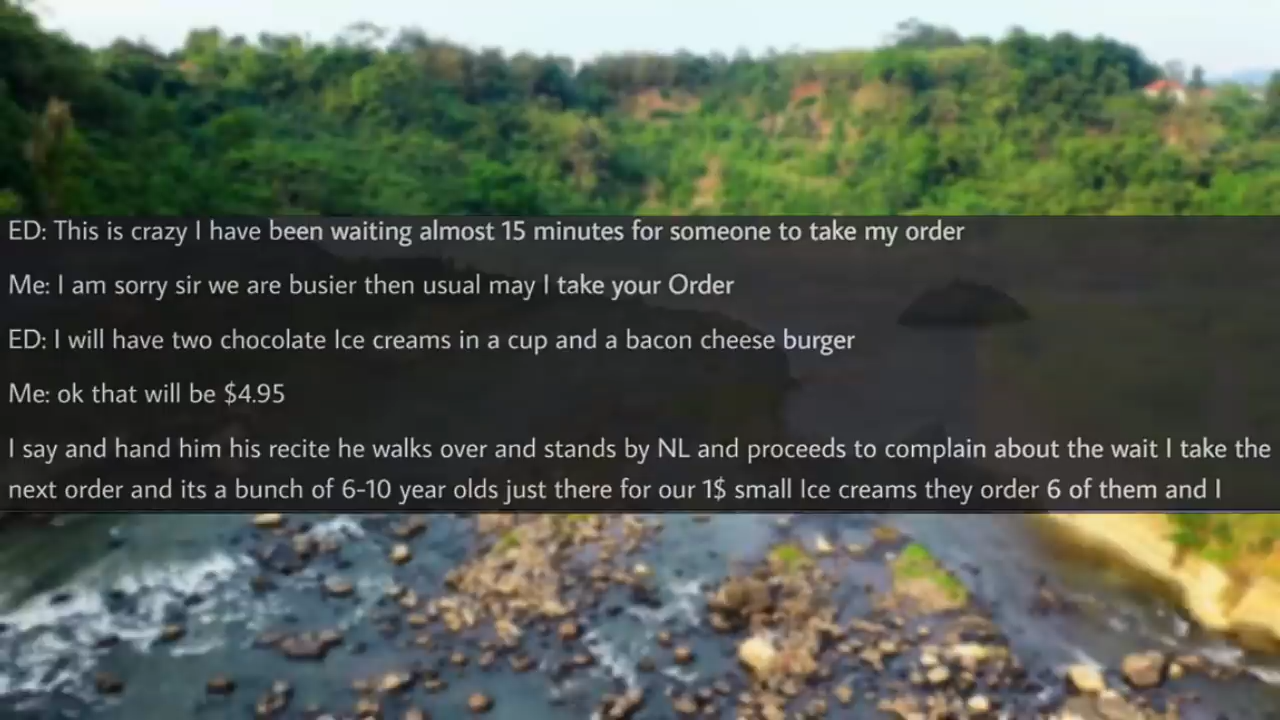 ED: This is crazy I have been waiting almost 15 minutes for someone to take my order
Me: I am sorry sir we are busier then usual may I take your Order
ED: I will have two chocolate Ice creams in a cup and a bacon cheese burger
Me: ok that will be $4.95
I say and hand him his recite he walks over and stands by NL and proceeds to complain about the wait I take the
next order and its a bunch of 6-10 year olds just there for our 1$ small Ice creams they order 6 of them and I